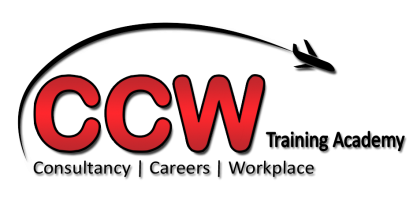 CCW Training Academy
Consultancy | Careers | Workplace